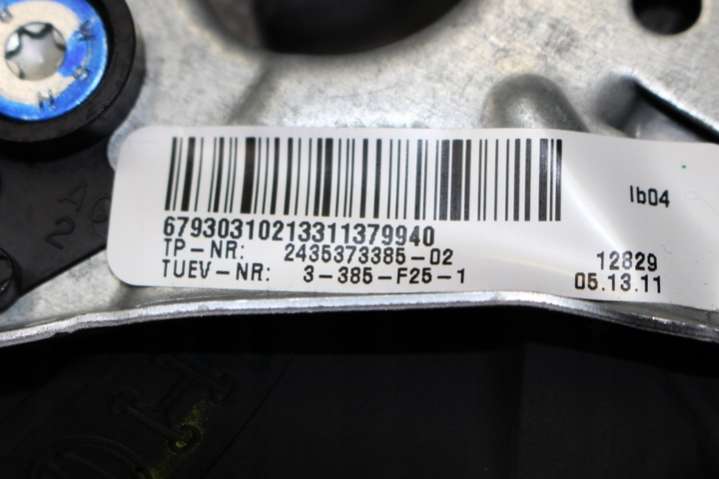 lb04
67930310213311379940
TP-NR: 2435373385-02
TUEV-NR: 3-385-F25-1
12829
05.13.11